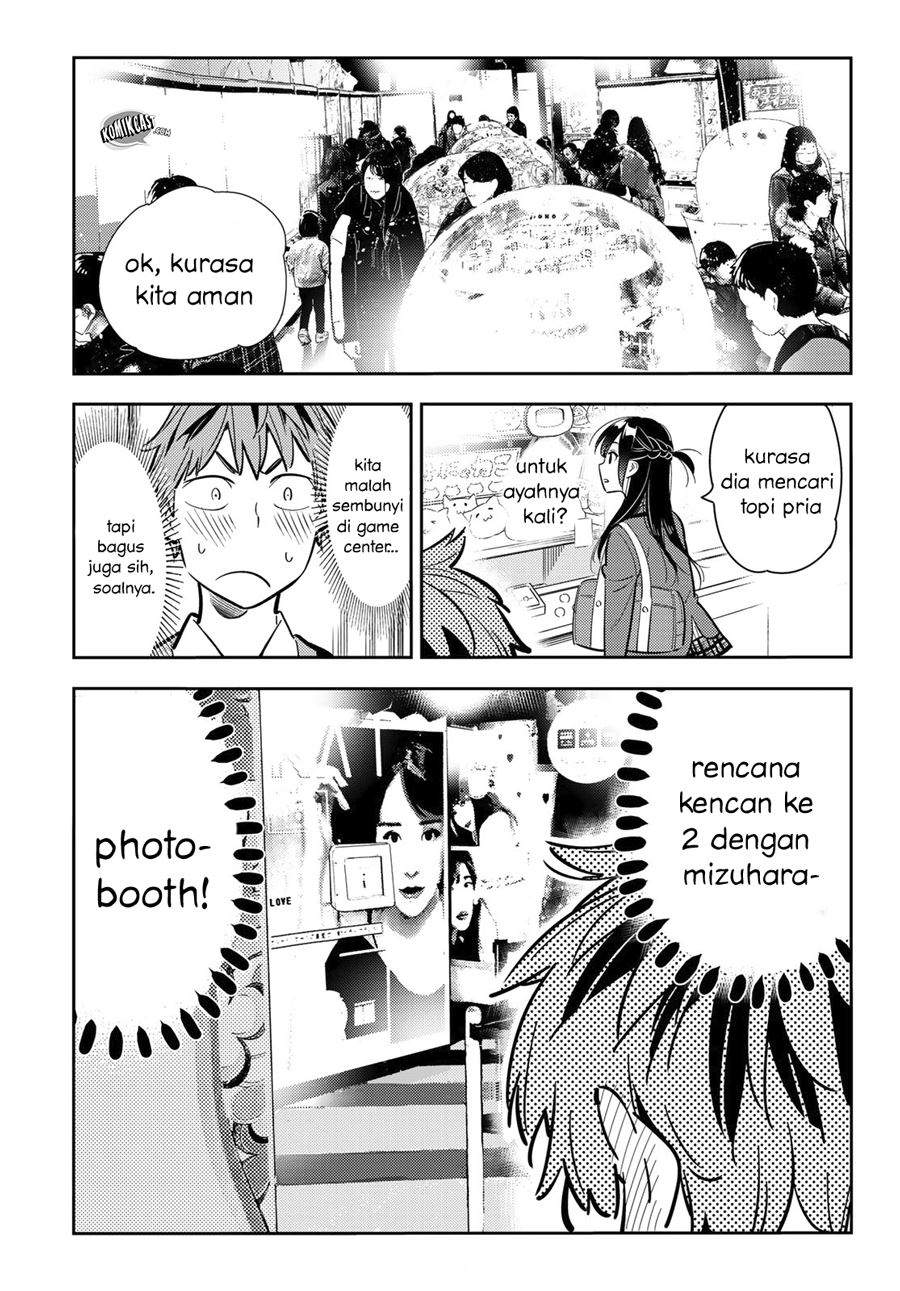 KOMIKCAST.COM
ok, kurasa
kita aman
kurasa
dia mencari
topi pria
untuk
ayahnya
kali?
kita
malah
sembunyi
di game
center...
tapi
bagus
juga sih,
soalnya.
rencana
kencan ke
2 dengan
mizuhara-
LOVE
i
photo-
booth!